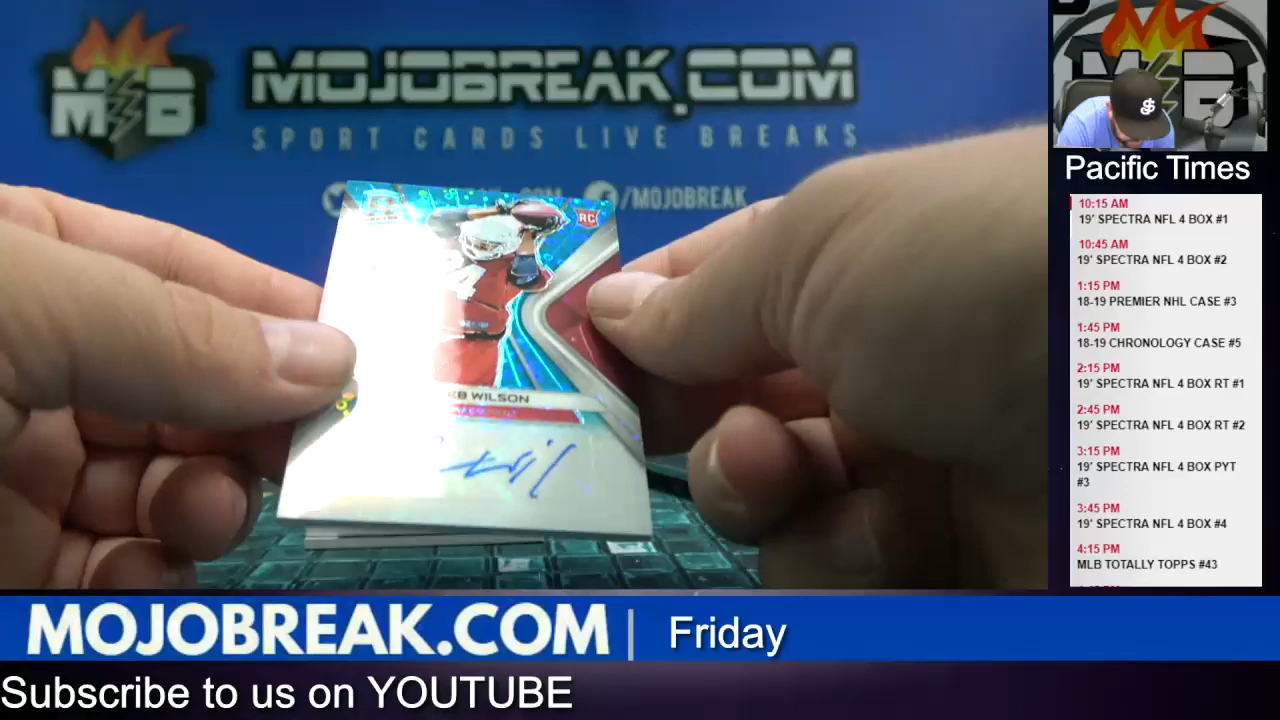 MOJOBREAK.COM
SPORT CARDS LIVE BREAKS
/MOJOBREAK
MB
RC
WILSON
Pacific Times
10:15 AM
19' SPECTRA NFL 4 BOX #1
10:45 AM
19' SPECTRA NFL 4 BOX #2
1:15 PM
18-19 PREMIER NHL CASE #3
1:45 PM
18-19 CHRONOLOGY CASE #5
2:15 PM
19' SPECTRA NFL 4 BOX RT #1
2:45 PM
19' SPECTRA NFL 4 BOX RT #2
3:15 PM
19' SPECTRA NFL 4 BOX PYT
#3
3:45 PM
19' SPECTRA NFL 4 BOX #4
4:15 PM
MLB TOTALLY TOPPS #43
MOJOBREAK.COM | Friday
Subscribe to us on YOUTUBE